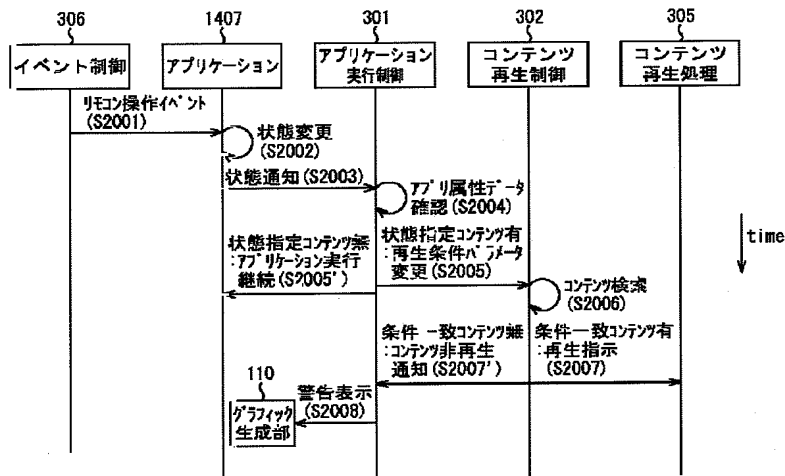 306
1407
301
302
305
イベント制御
アプリケーション
アプリケーション
実行制御
コンテンツ
再生制御
コンテンツ
再生処理
リモコン操作イベント
(S2001)
状態変更
(S2002)
状態通知(S2003)
アプリ属性データ
確認(S2004)
状態指定コンテンツ無
:アプリケーション実行
継続(S2005')
状態指定コンテンツ有
:再生条件パラメータ
変更(S2005)
time
コンテンツ検索
(S2006)
条件一致コンテンツ無
:コンテンツ非再生
通知(S2007')
条件一致コンテンツ有
:再生指示
(S2007)
110
警告表示
(S2008)
グラフィック
生成部